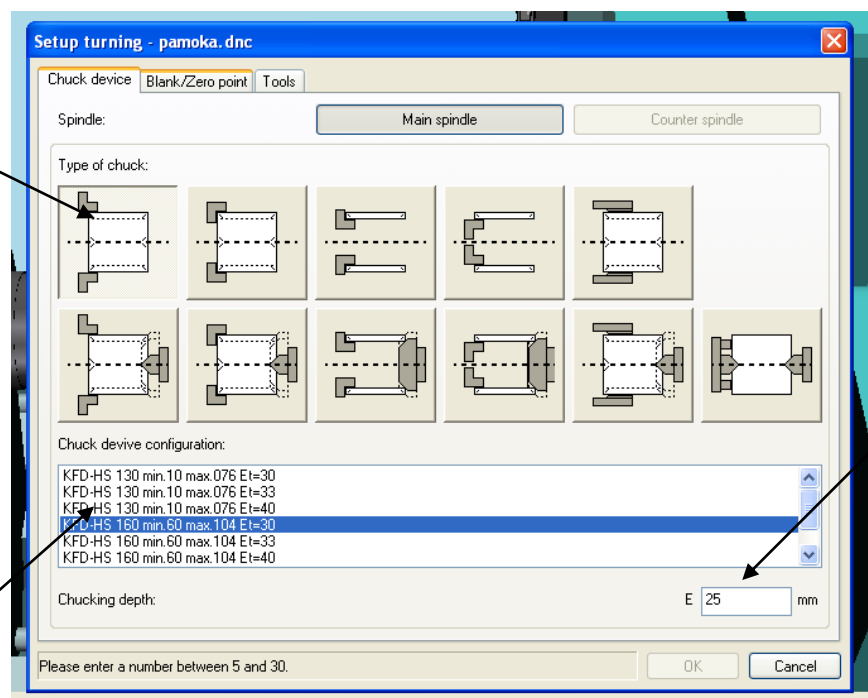 Setup turning - pamoka.dnc
Chuck device Blank/Zero point Tools
Spindle: Main spindle Counter spindle
Type of chuck:
Chuck devive configuration:
KFD-HS 130 min.10 max.076 Et=30
KFD-HS 130 min.10 max.076 Et=33
KFD-HS 130 min.10 max.076 Et=40
KFD-HS 160 min.60 max.104 Et=30
KFD-HS 160 min.60 max.104 Et=33
KFD-HS 160 min.60 max.104 Et=40
Chucking depth: E 25 mm
Please enter a number between 5 and 30. OK Cancel